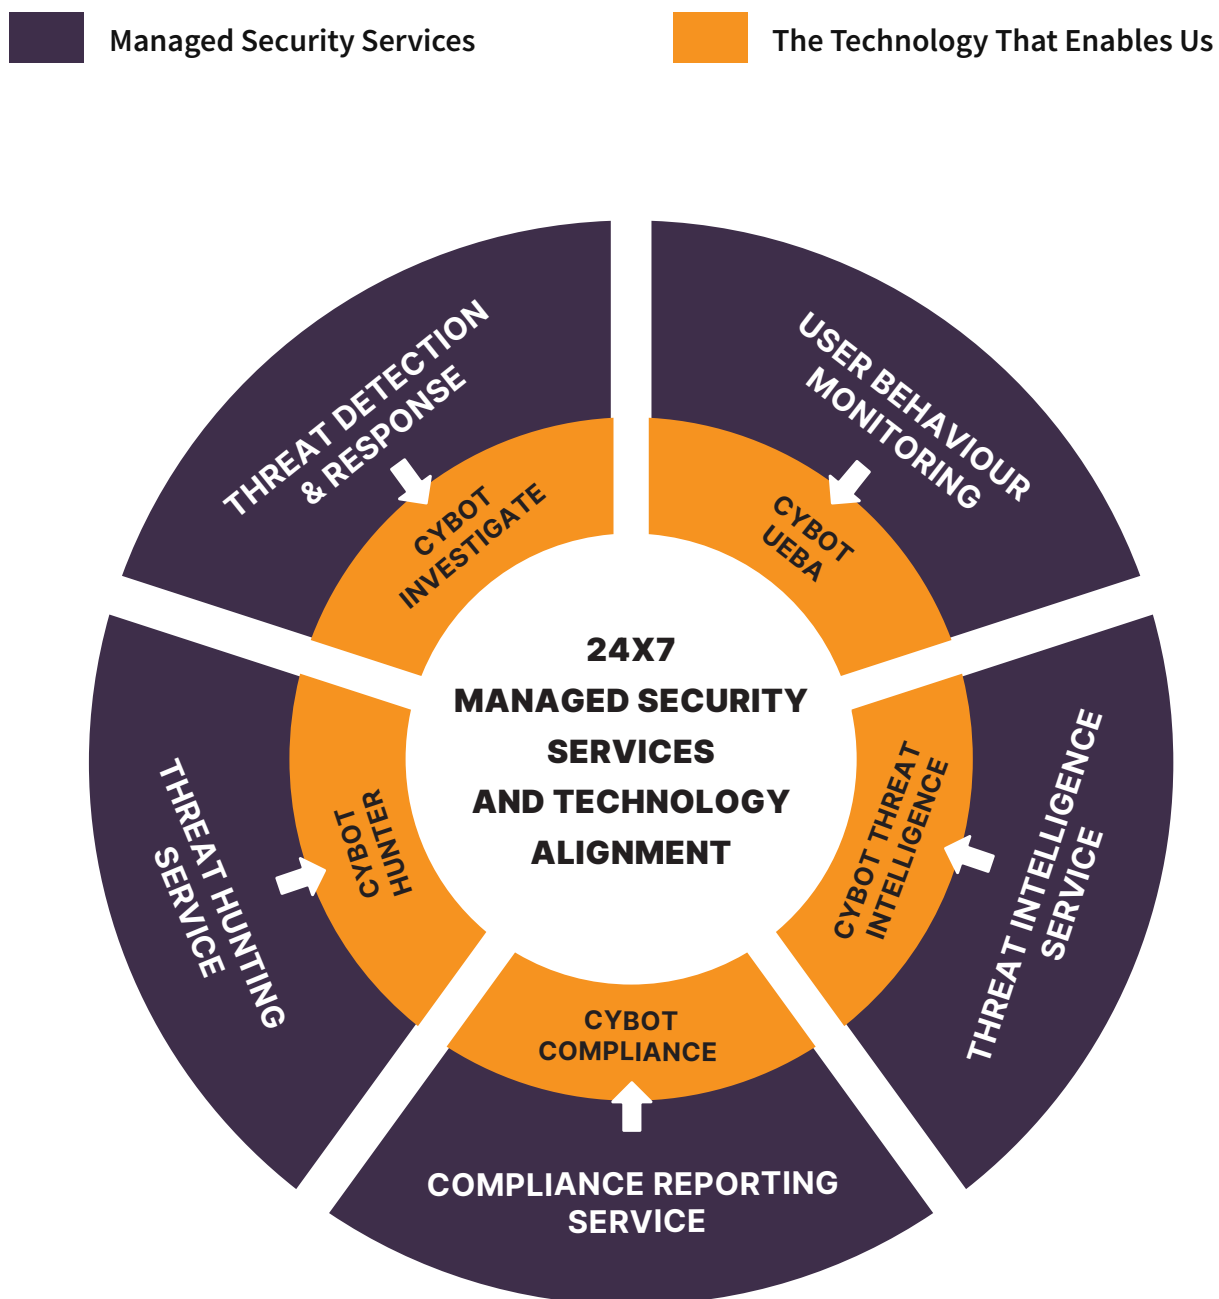 Managed Security Services
The Technology That Enables Us
THREAT DETECTION
& RESPONSE
CYBOT
INVESTIGATE
USER BEHAVIOUR
MONITORING
CYBOT
UEBA
24X7
MANAGED SECURITY
SERVICES
AND TECHNOLOGY
ALIGNMENT
THREAT HUNTING
SERVICE
CYBOT
HUNTER
CYBOT THREAT
INTELLIGENCE
THREAT INTELLIGENCE
SERVICE
CYBOT
COMPLIANCE
COMPLIANCE REPORTING
SERVICE